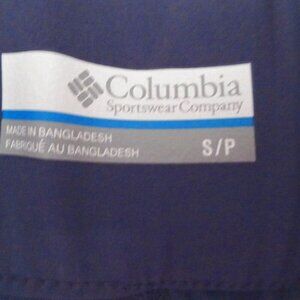 Columbia
Sportswear Company
MADE IN BANGLADESH
FABRIQUÉ AU BANGLADESH
S/P